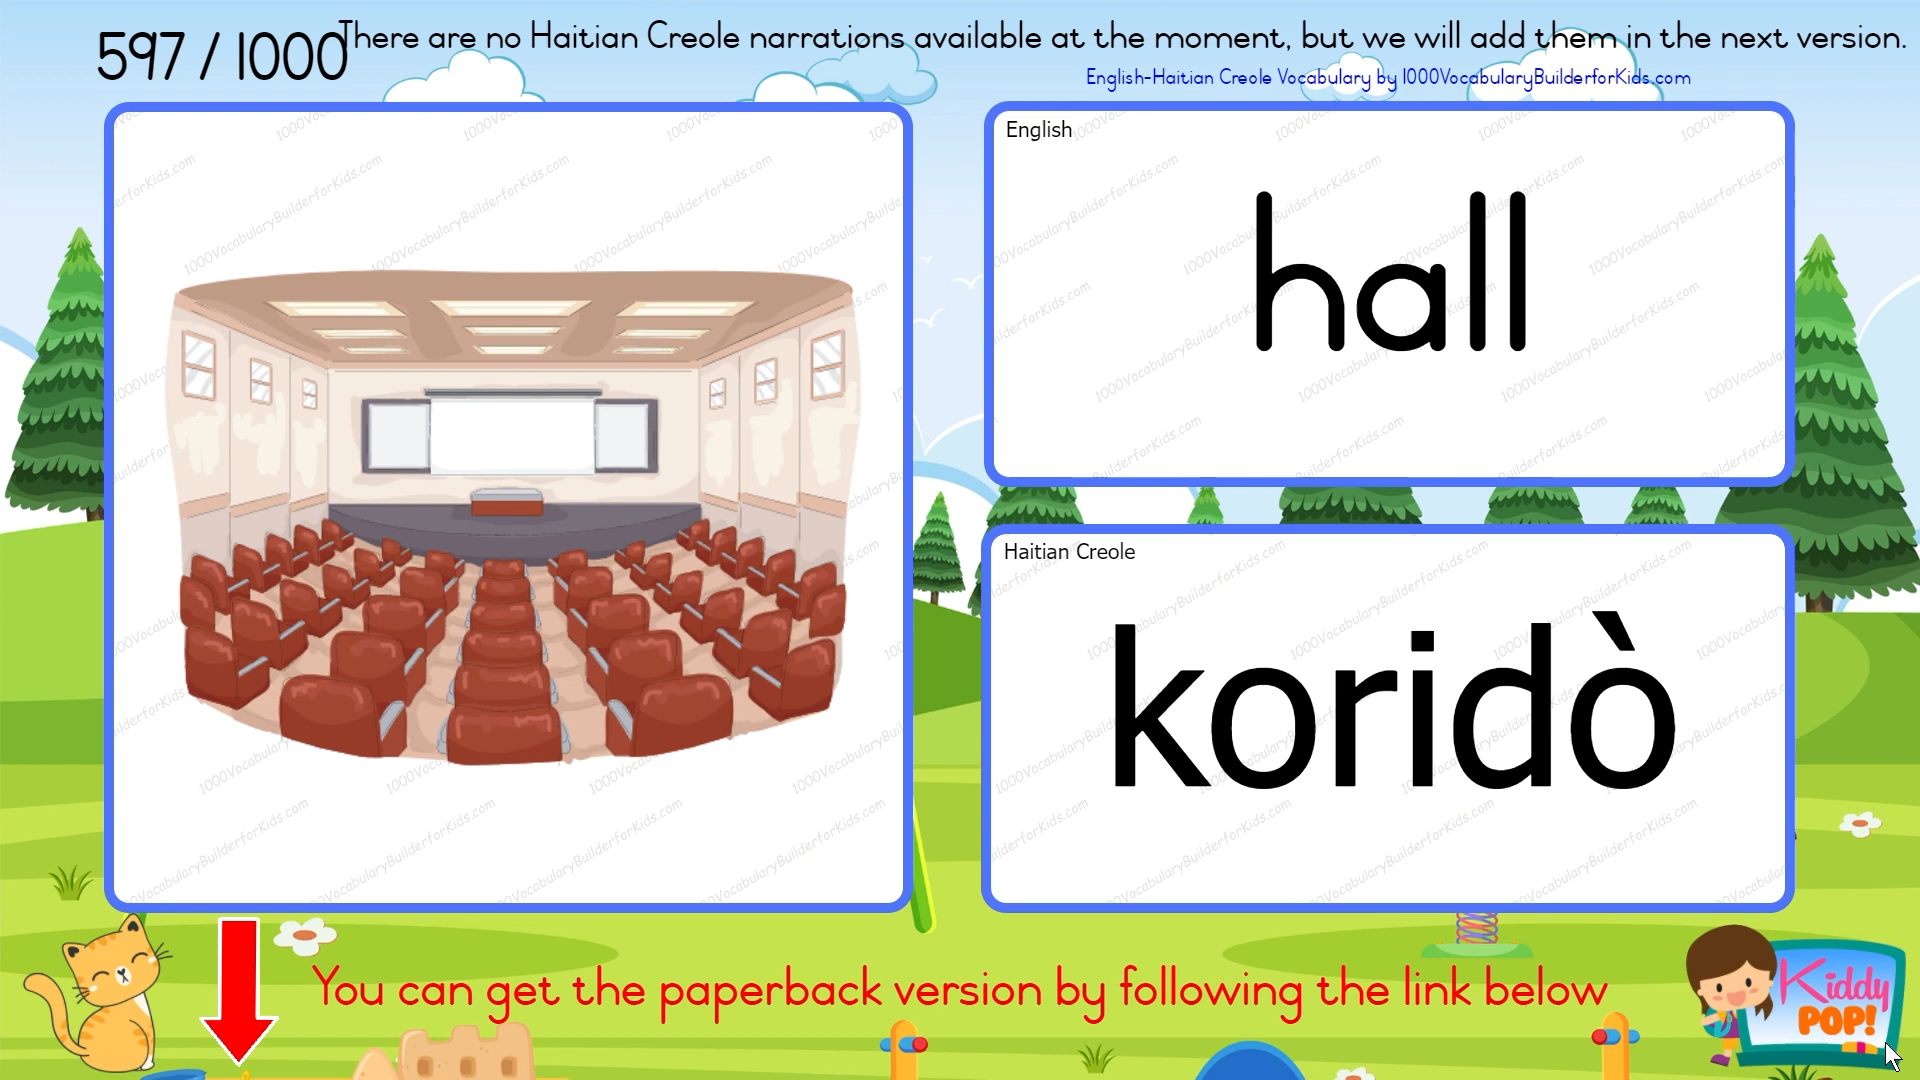 597 / 1000
There are no Haitian Creole narrations available at the moment, but we will add them in the next version.
English-Haitian Creole Vocabulary by 1000VocabularyBuilderforKids.com
English
hall
Haitian Creole
koridò
You can get the paperback version by following the link below
Kiddy
POP!
1000VocabularyBuilderforKids.com